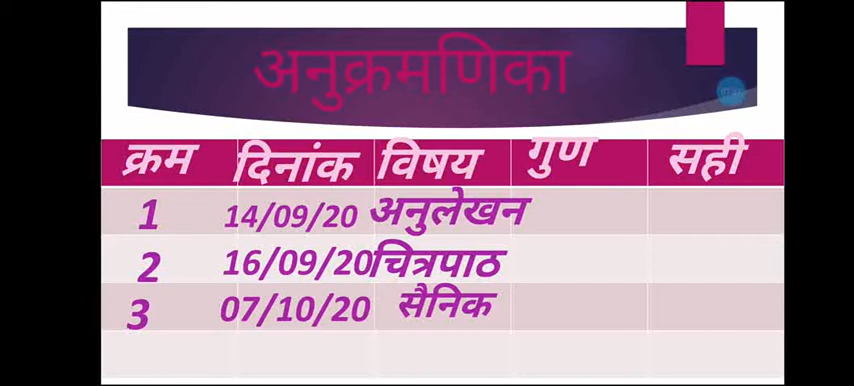 अनुक्रमणिका
क्रम दिनांक विषय गुण सही
1 14/09/20 अनुलेखन
2 16/09/20 चित्रपाठ
3 07/10/20 सैनिक